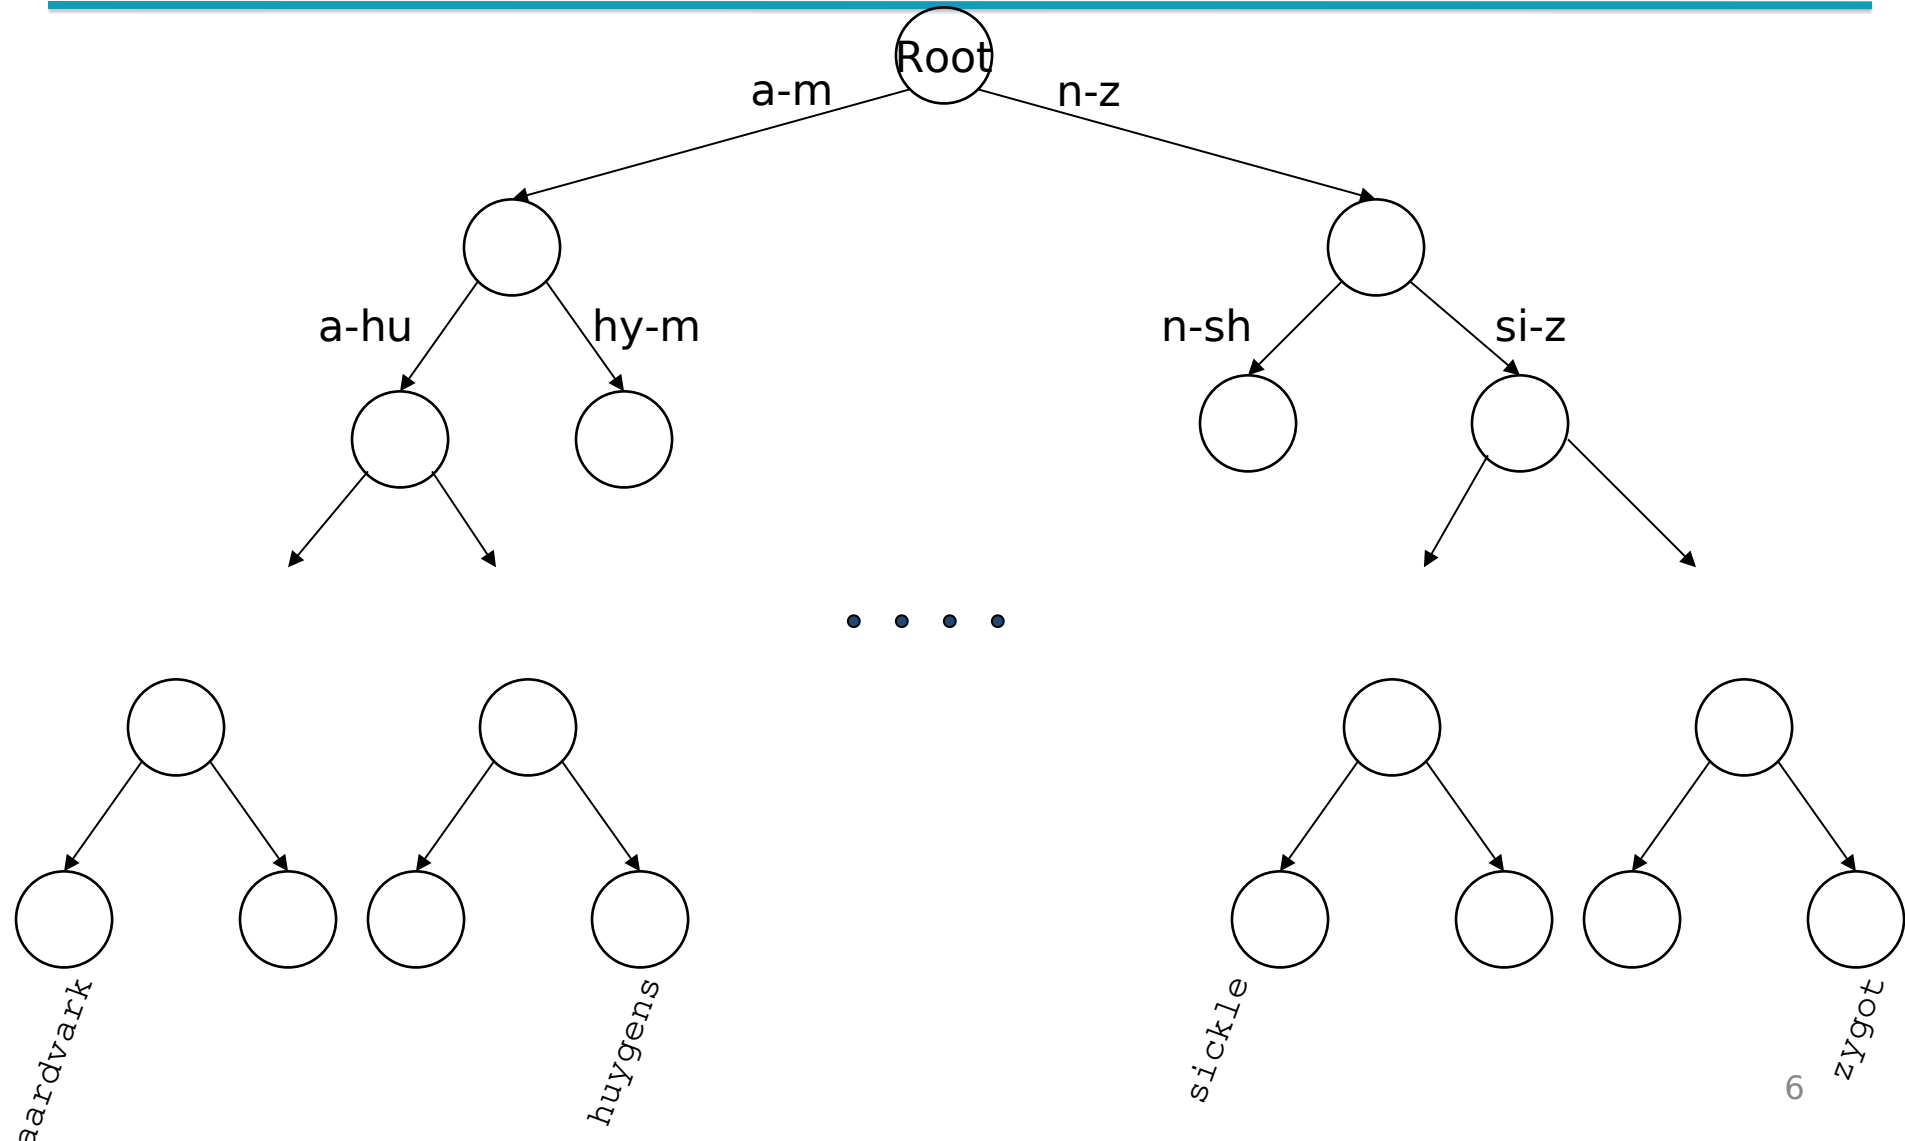 Root
a-m
n-z
a-hu
hy-m
n-sh
si-z
aardvark
huygens
sickle
zygot
6